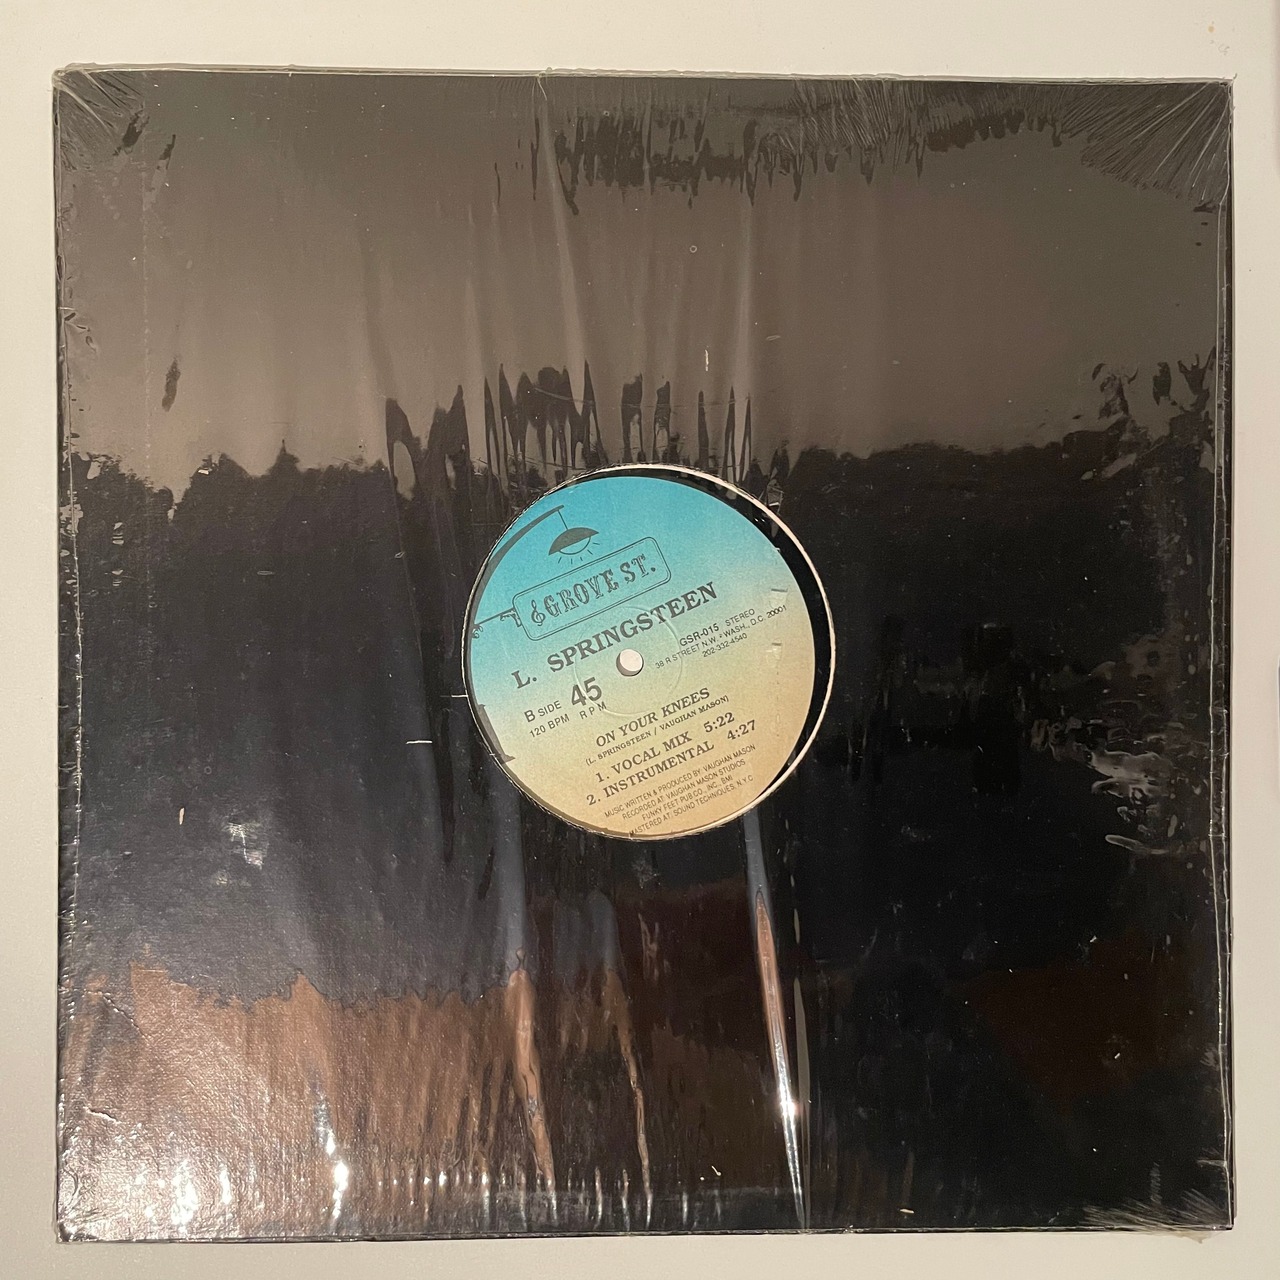 GROVE ST.
L. SPRINGSTEEN
GSR-015 STEREO
38 R STREET N.W. * WASH., D.C. 20001
202-332-4540
B SIDE 45
120 BPM RPM
ON YOUR KNEES
(L. SPRINGSTEEN / VAUGHAN MASON)
1. VOCAL MIX 5:22
2. INSTRUMENTAL 4:27
MUSIC WRITTEN & PRODUCED BY: VAUGHAN MASON
RECORDED AT: VAUGHAN MASON STUDIOS
FUNKY FEET PUB CO., INC., BMI
MASTERED AT: SOUND TECHNIQUES, N.Y.C